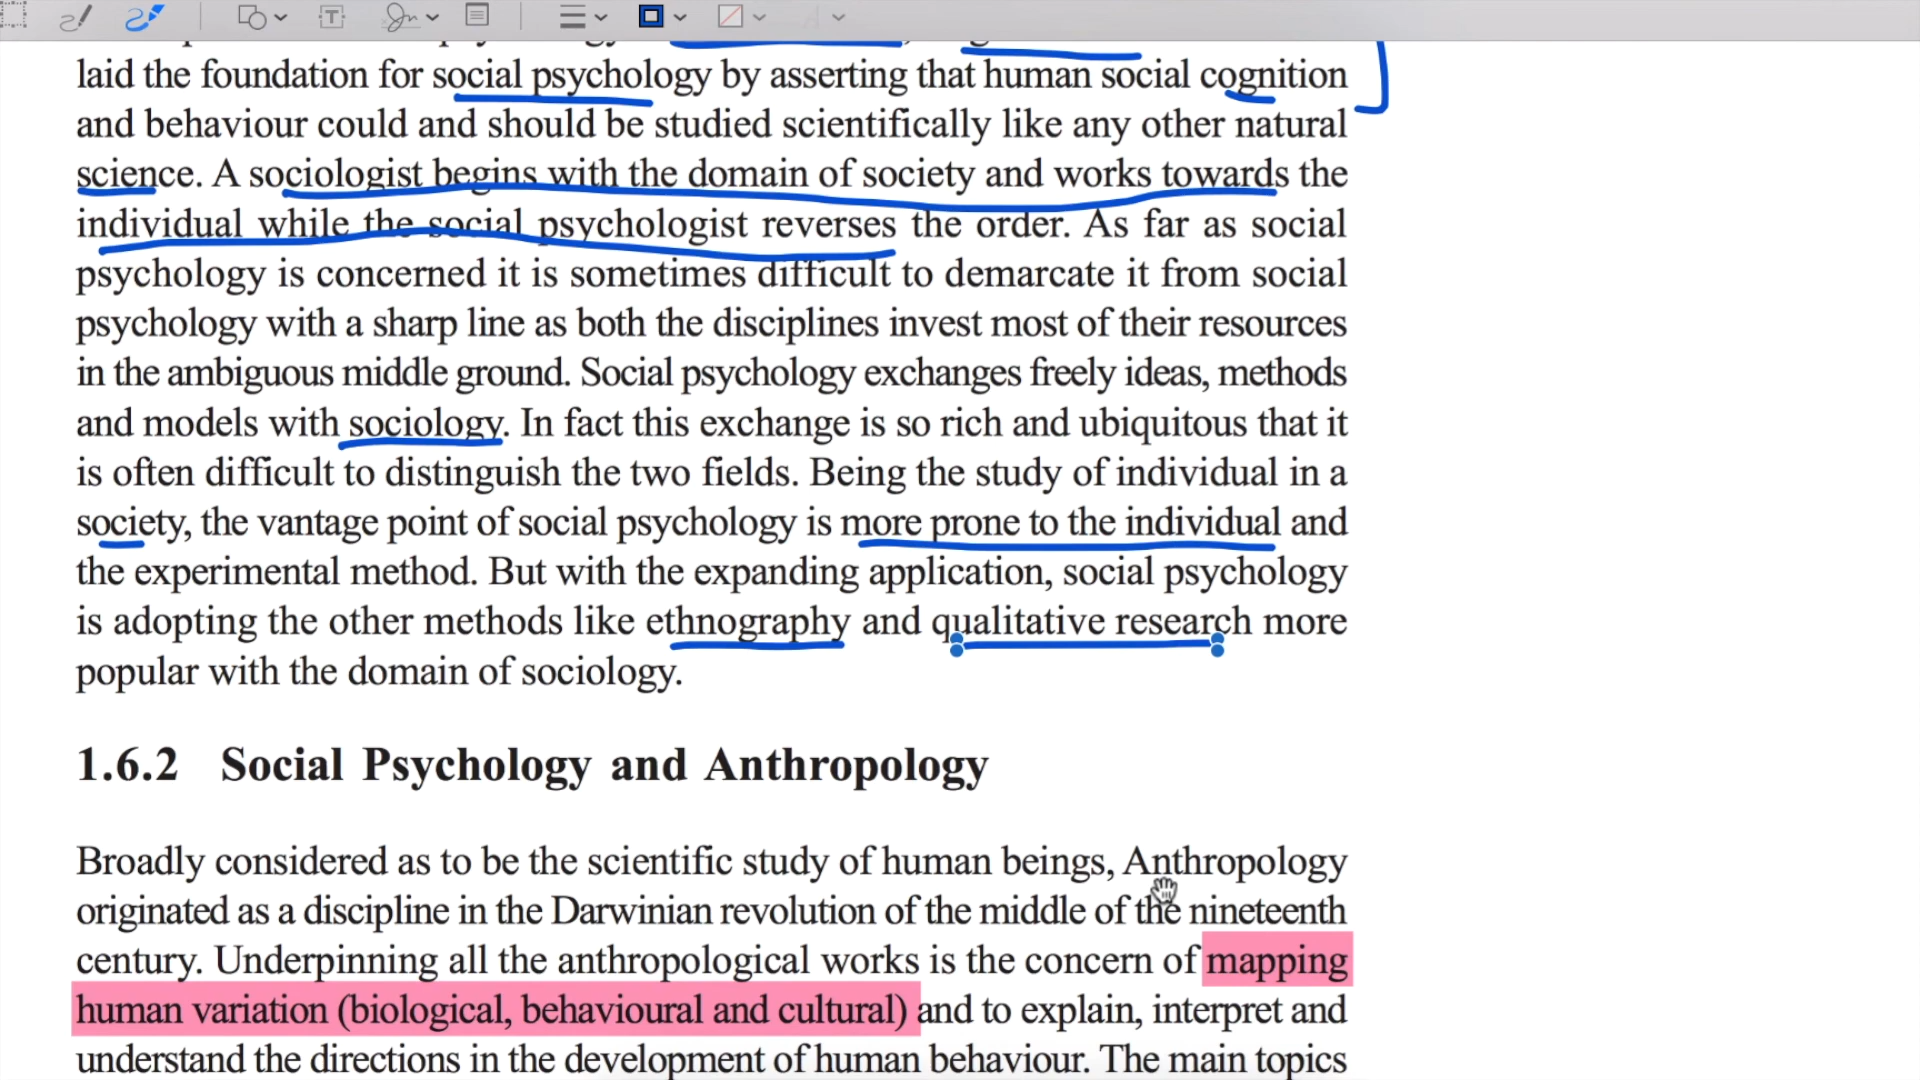 laid the foundation for social psychology by asserting that human social cognition
and behaviour could and should be studied scientifically like any other natural
science. A sociologist begins with the domain of society and works towards the
individual while the social psychologist reverses the order. As far as social
psychology is concerned it is sometimes difficult to demarcate it from social
psychology with a sharp line as both the disciplines invest most of their resources
in the ambiguous middle ground. Social psychology exchanges freely ideas, methods
and models with sociology. In fact this exchange is so rich and ubiquitous that it
is often difficult to distinguish the two fields. Being the study of individual in a
society, the vantage point of social psychology is more prone to the individual and
the experimental method. But with the expanding application, social psychology
is adopting the other methods like ethnography and qualitative research more
popular with the domain of sociology.
1.6.2 Social Psychology and Anthropology
Broadly considered as to be the scientific study of human beings, Anthropology
originated as a discipline in the Darwinian revolution of the middle of the nineteenth
century. Underpinning all the anthropological works is the concern of mapping
human variation (biological, behavioural and cultural) and to explain, interpret and
understand the directions in the development of human behaviour. The main topics